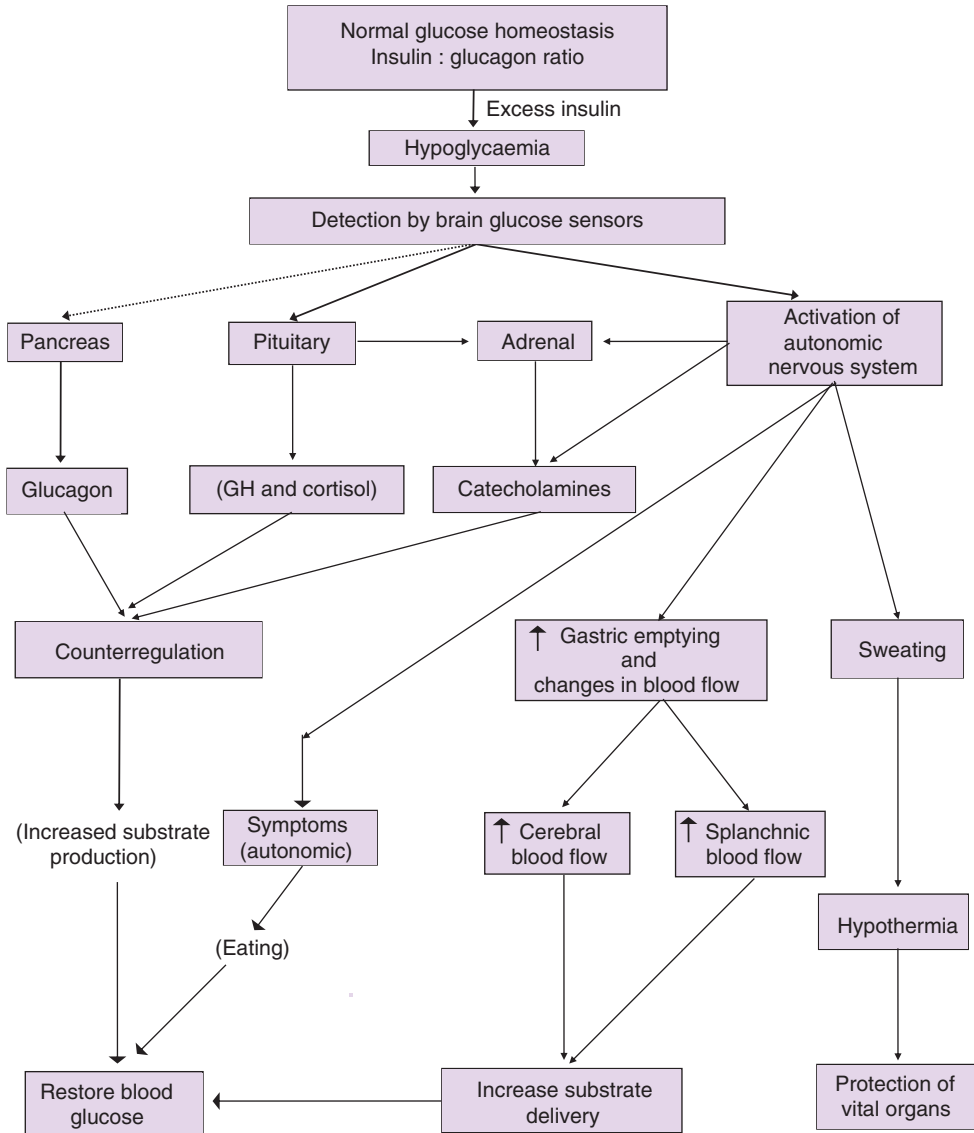 Normal glucose homeostasis
Insulin : glucagon ratio
Excess insulin
Hypoglycaemia
Detection by brain glucose sensors
Pancreas
Pituitary
Adrenal
Activation of
autonomic
nervous system
Glucagon
(GH and cortisol)
Catecholamines
Counterregulation
↑ Gastric emptying
and
changes in blood flow
Sweating
(Increased substrate
production)
Symptoms
(autonomic)
↑ Cerebral
blood flow
↑ Splanchnic
blood flow
(Eating)
Hypothermia
Restore blood
glucose
Increase substrate
delivery
Protection of
vital organs